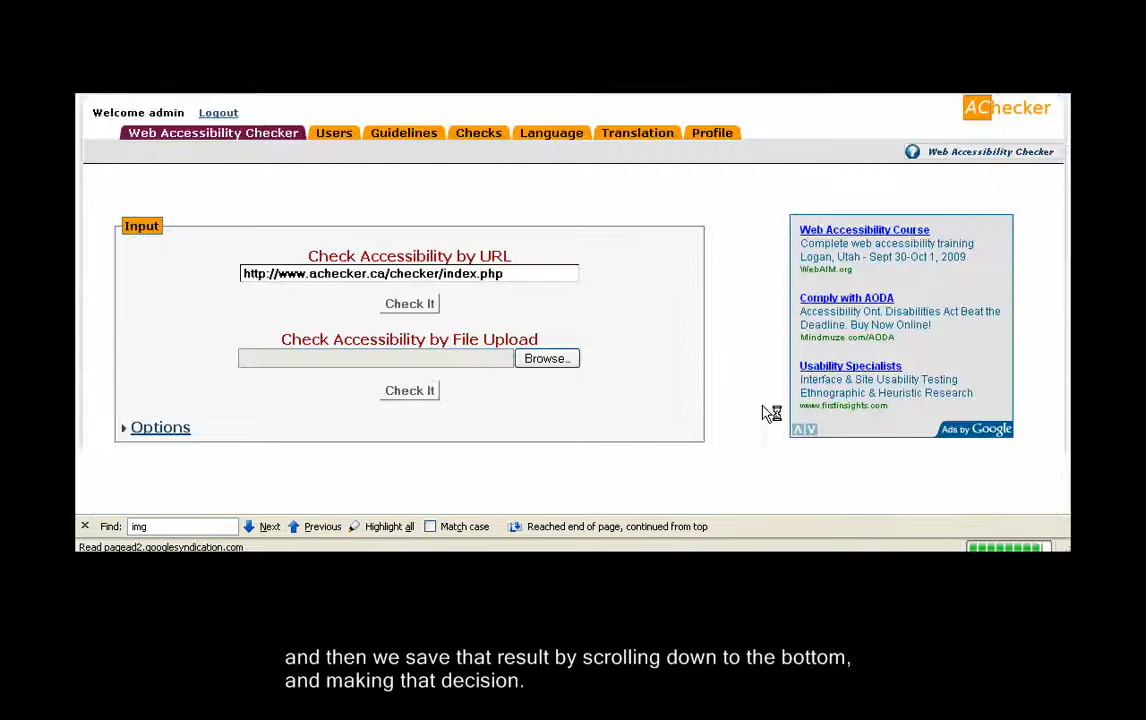 Welcome admin Logout
AChecker
Web Accessibility Checker Users Guidelines Checks Language Translation Profile
Web Accessibility Checker
Input
Check Accessibility by URL
http://www.achecker.ca/checker/index.php
Check It
Check Accessibility by File Upload
Browse...
Check It
Options
Web Accessibility Course
Complete web accessibility training
Logan, Utah - Sept 30-Oct 1, 2009
WebAIM.org
Comply with AODA
Accessibility Ont. Disabilities Act Beat the
Deadline. Buy Now Online!
Mindmuze.com/AODA
Usability Specialists
Interface & Site Usability Testing
Ethnographic & Heuristic Research
www.firstinsights.com
Ads by Google
Find: img Next Previous Highlight all Match case Reached end of page, continued from top
Read pagead2.googlesyndication.com
and then we save that result by scrolling down to the bottom,
and making that decision.